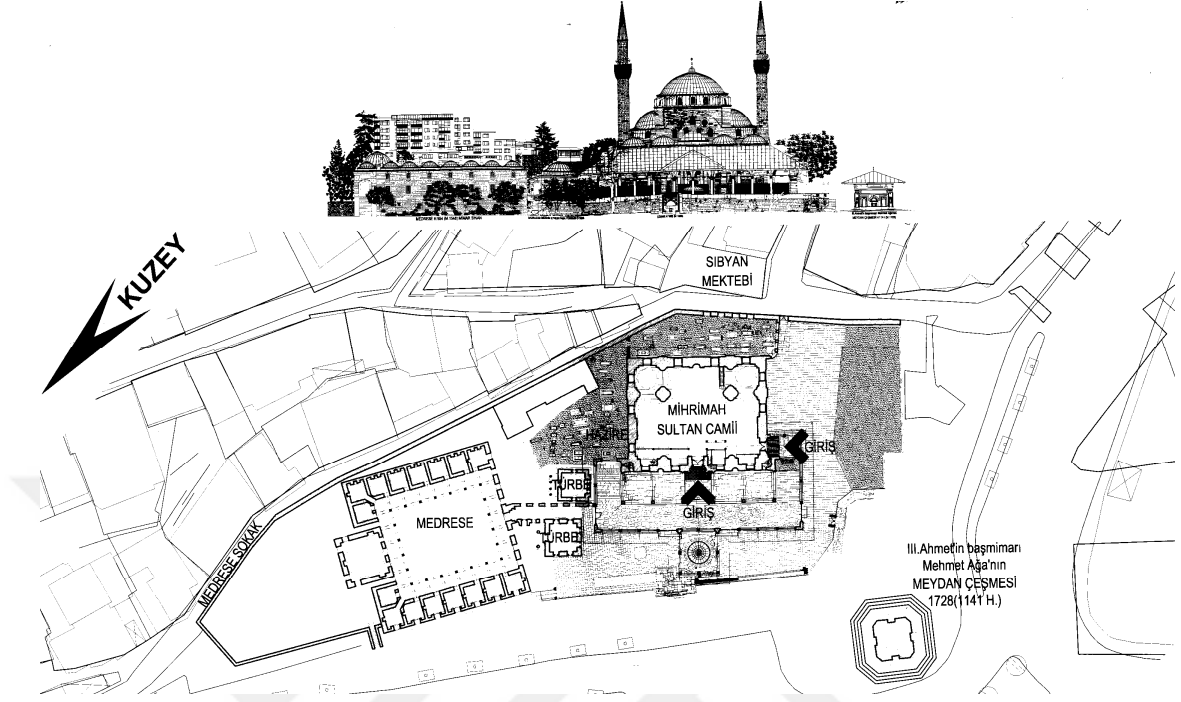 KUZEY
SIBYAN
MEKTEBİ
MİHRİMAH
SULTAN CAMİİ
HAZİRE
GİRİŞ
TÜRBE
GİRİŞ
MEDRESE
ÜRBE
MEDRESE SOKAK
III.Ahmet'in başmimarı
Mehmet Ağa'nın
MEYDAN ÇEŞMESİ
1728(1141 H.)